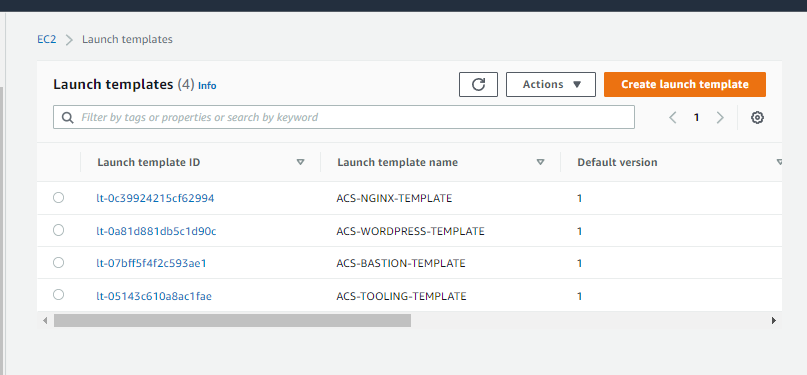 EC2 > Launch templates
Launch templates (4) Info
Actions
Create launch template
Filter by tags or properties or search by keyword
1
Launch template ID Launch template name Default version
lt-0c39924215cf62994 ACS-NGINX-TEMPLATE 1
lt-0a81d881db5c1d90c ACS-WORDPRESS-TEMPLATE 1
lt-07bff5f4f2c593ae1 ACS-BASTION-TEMPLATE 1
lt-05143c610a8ac1fae ACS-TOOLING-TEMPLATE 1